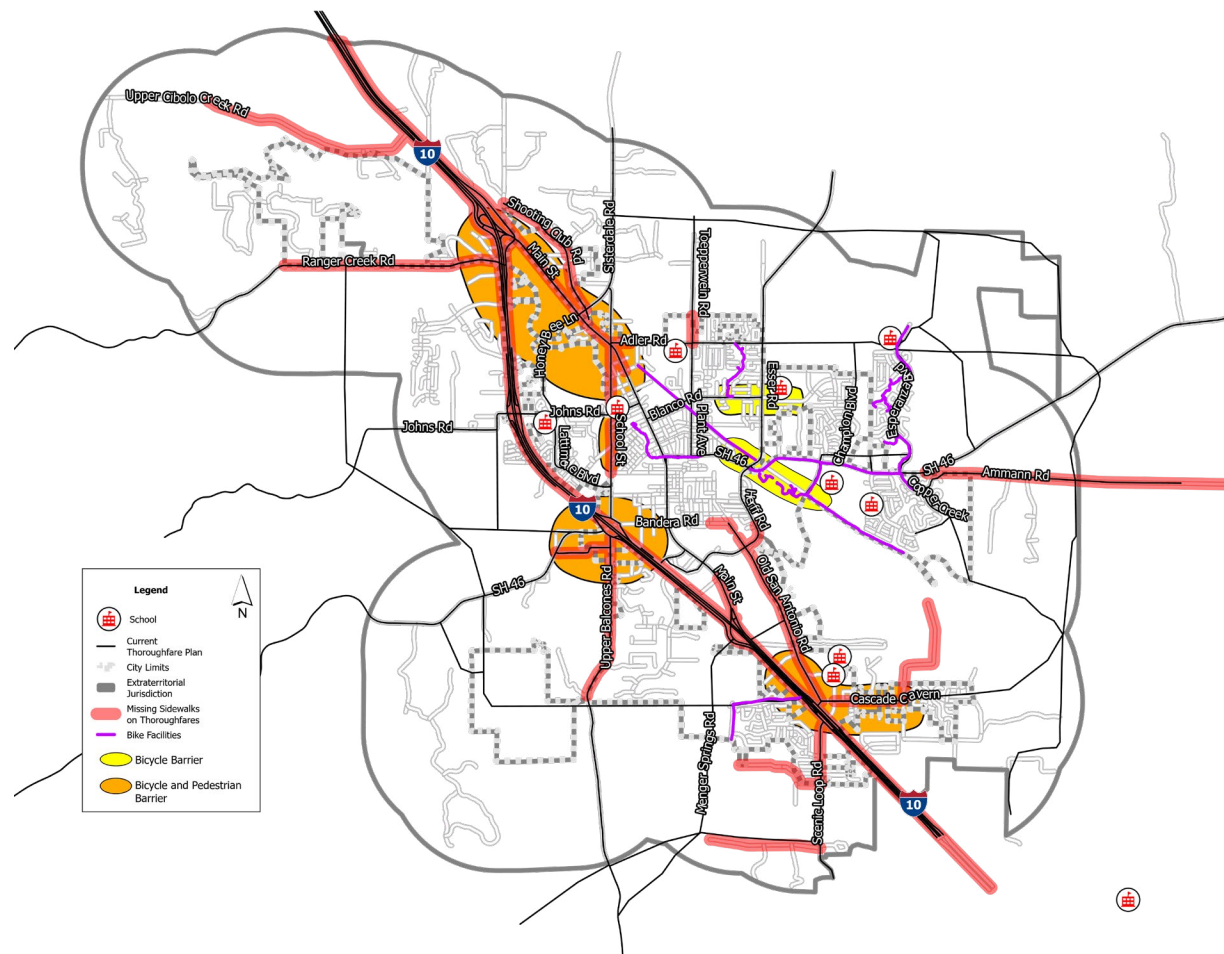 Upper Cibolo Creek Rd
10
Shooting Club Rd
Sisterdale Rd
Main St
Toepperwein Rd
Ranger Creek Rd
Honey Bee Ln
Adler Rd
Esser Rd
Esperanza Blvd
Blanco Rd
Plant Ave
Champion Blvd
Johns Rd
School St
Johns Rd
Lattimore Blvd
SH 46
SH 46
Ammann Rd
Copper Creek
Herff Rd
10
Bandera Rd
Old San Antonio Rd
Main St
SH 46
Upper Balcones Rd
Cascade Cavern
Menger Springs Rd
Scenic Loop Rd
10
Legend
N
School
Current
Thoroughfare Plan
City Limits
Extraterritorial
Jurisdiction
Missing Sidewalks
on Thoroughfares
Bike Facilities
Bicycle Barrier
Bicycle and Pedestrian
Barrier